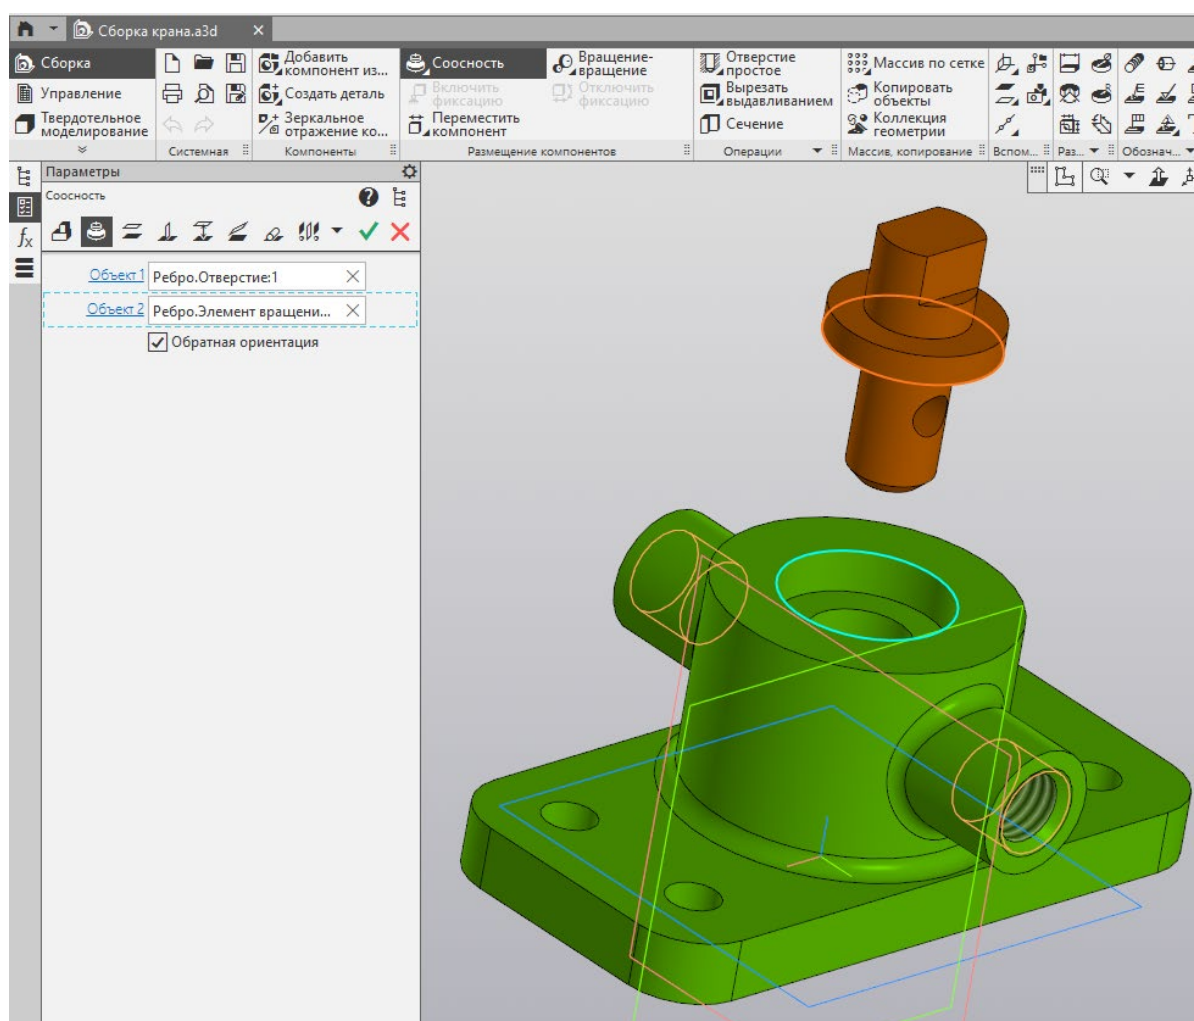 Сборка крана.a3d
Сборка
Управление
Твердотельное
моделирование
Системная
Добавить
компонент из...
Создать деталь
Зеркальное
отражение ко...
Компоненты
Соосность
Включить
фиксацию
Переместить
компонент
Вращение-
вращение
Отключить
фиксацию
Размещение компонентов
Отверстие
простое
Вырезать
выдавливанием
Сечение
Операции
Массив по сетке
Копировать
объекты
Коллекция
геометрии
Массив, копирование
Вспом...
Раз...
Обознач...
Параметры
Соосность
fx
Объект 1 Ребро.Отверстие:1
Объект 2 Ребро.Элемент вращени...
Обратная ориентация